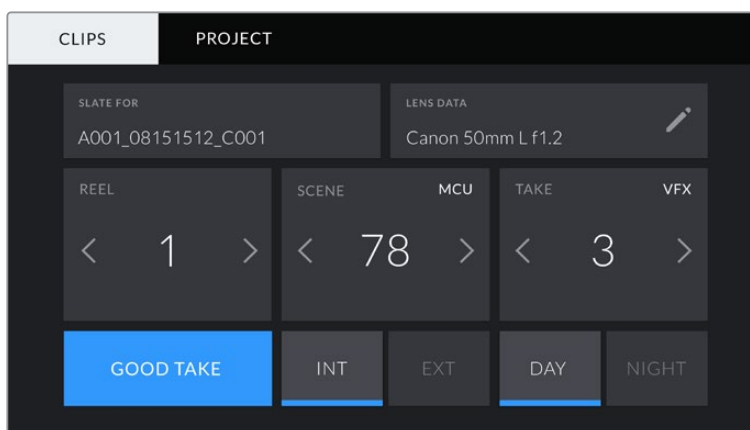 CLIPS PROJECT
SLATE FOR
A001_08151512_C001
LENS DATA
Canon 50mm L f1.2
REEL
1
SCENE MCU
78
TAKE VFX
3
GOOD TAKE INT EXT DAY NIGHT